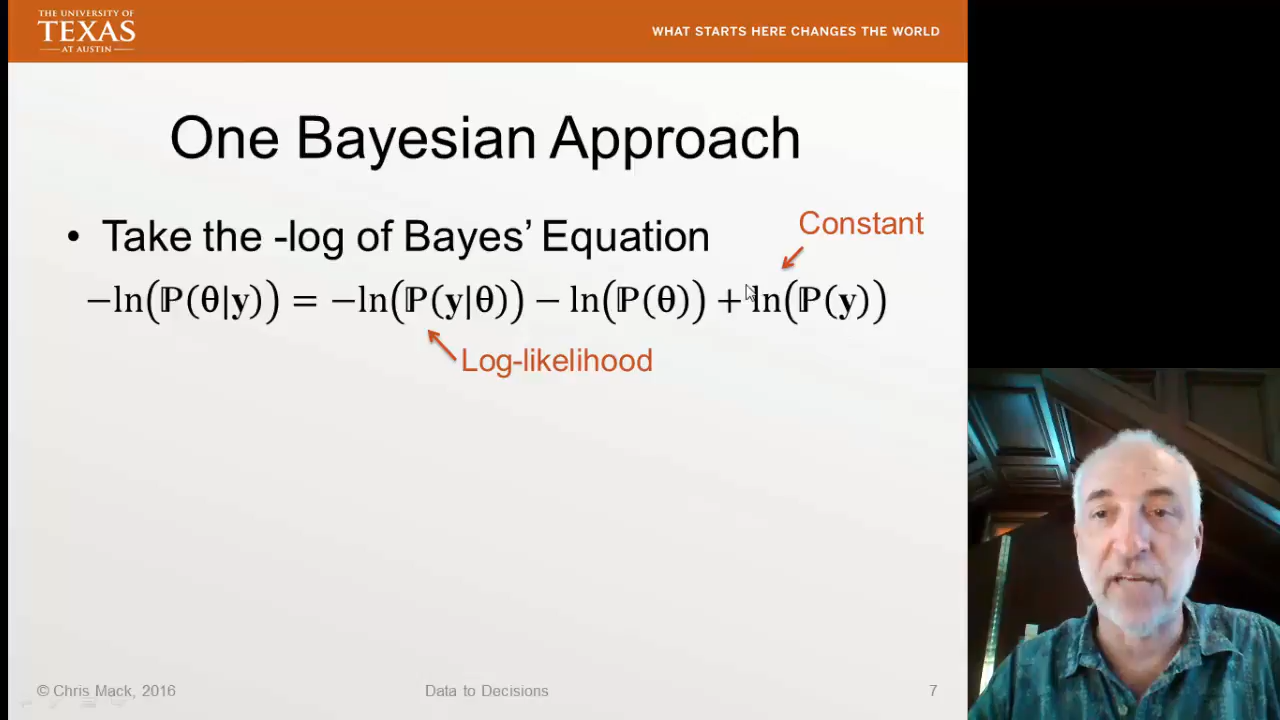 THE UNIVERSITY OF
TEXAS
AT AUSTIN
WHAT STARTS HERE CHANGES THE WORLD
One Bayesian Approach
• Take the -log of Bayes’ Equation
Constant
−ln(ℙ(θ|y)) = −ln(ℙ(y|θ)) − ln(ℙ(θ)) + ln(ℙ(y))
Log-likelihood
© Chris Mack, 2016
Data to Decisions
7